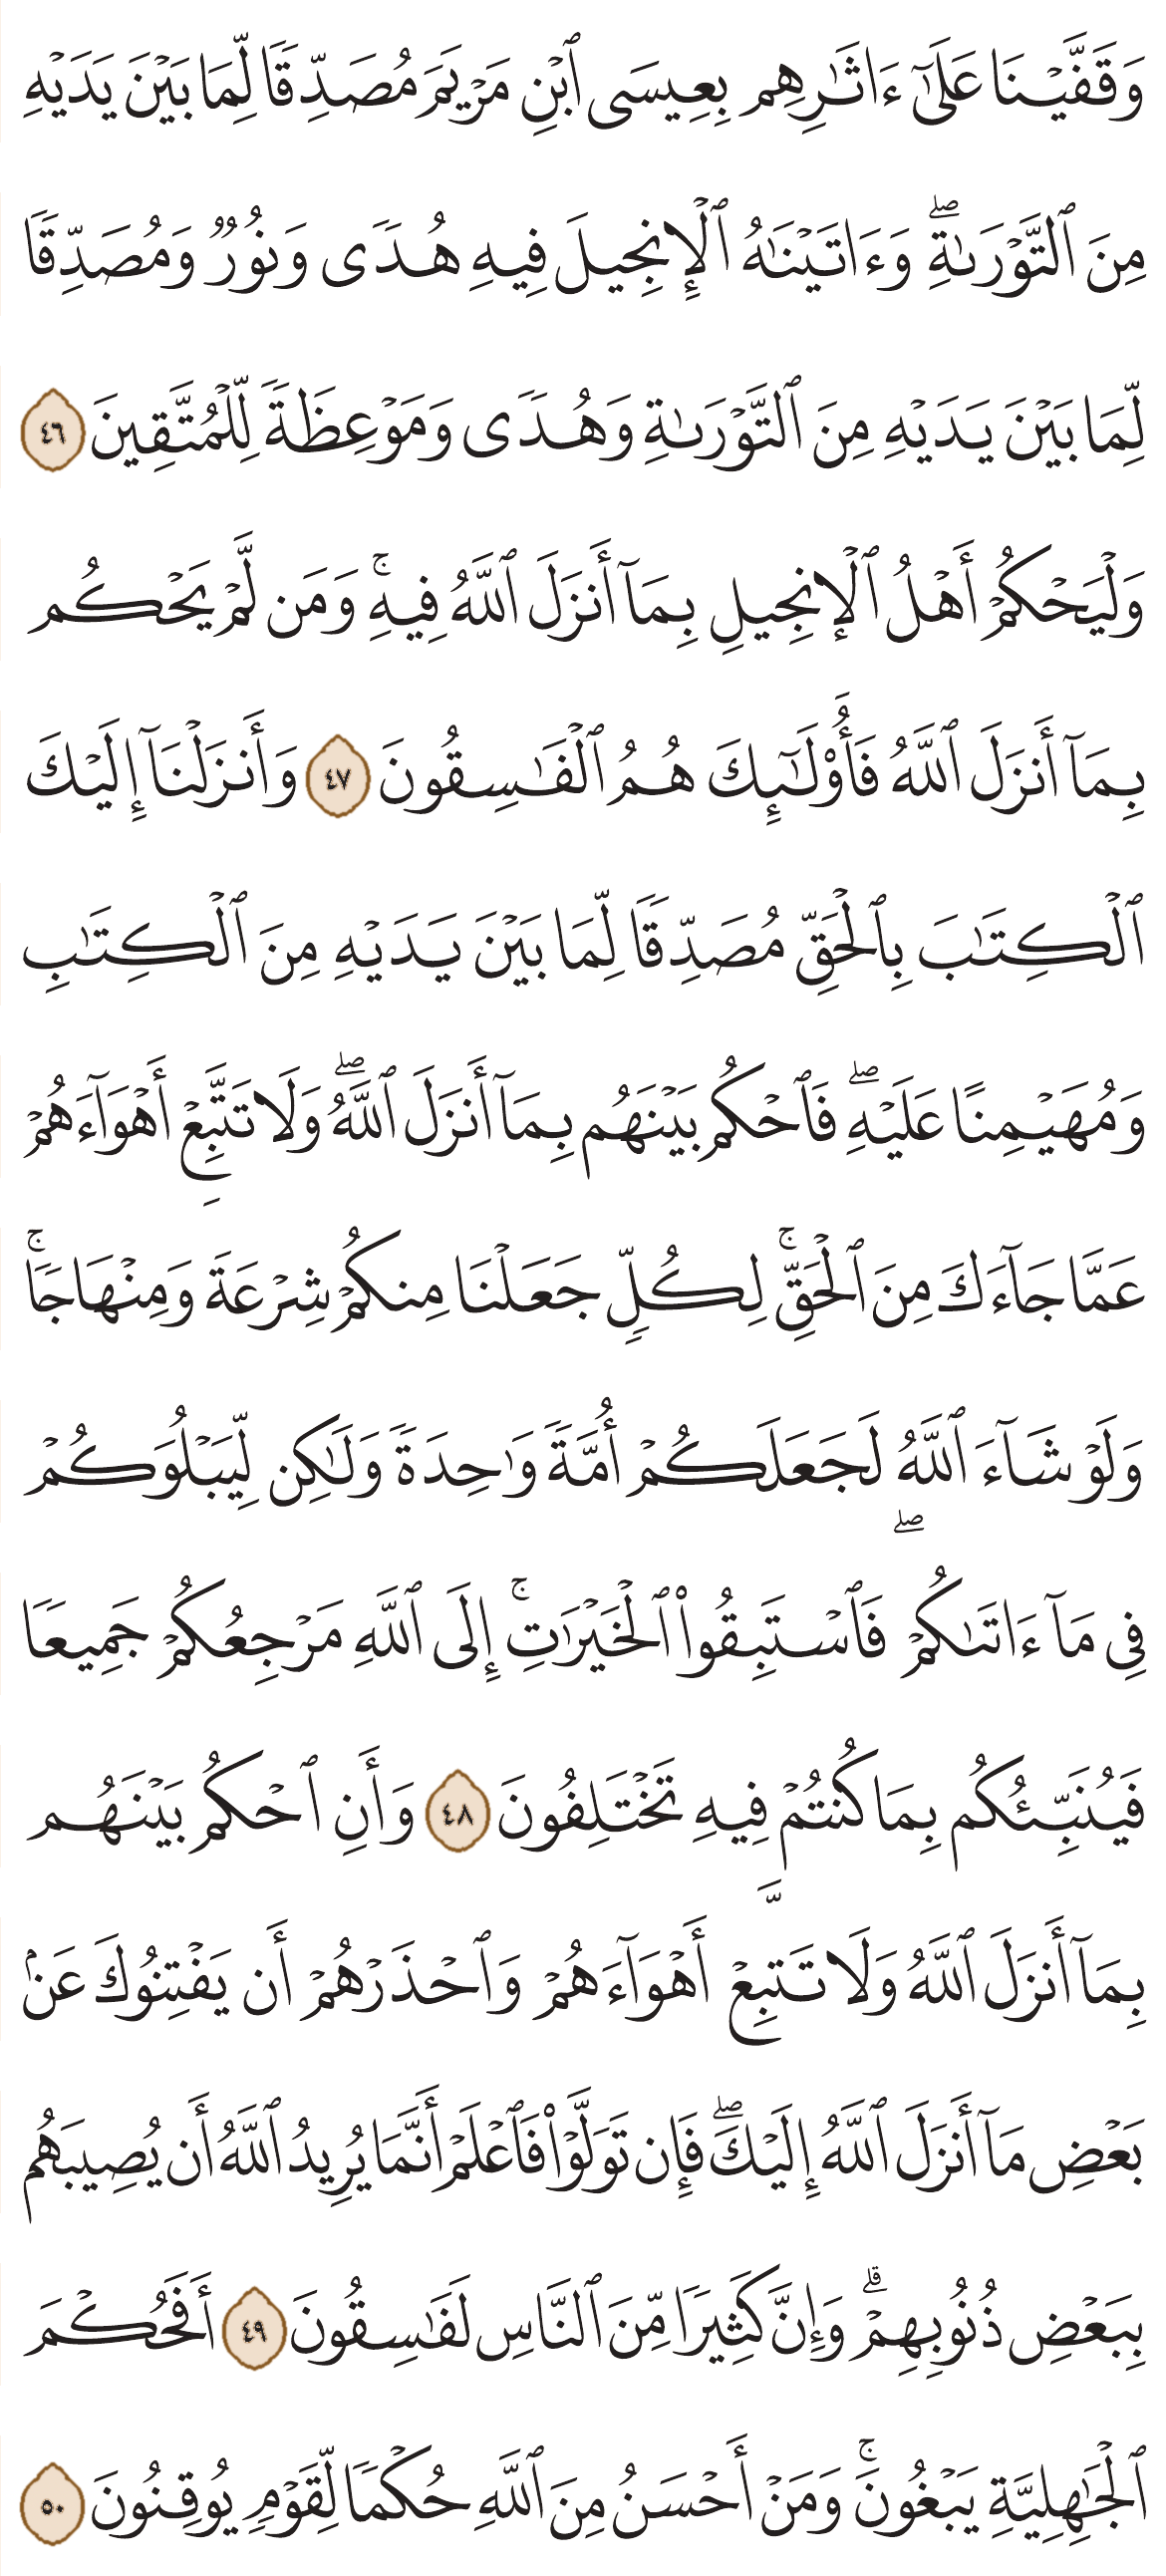 وَقَفَّيْنَا عَلَىٰٓ ءَاثَٰرِهِم بِعِيسَى ٱبْنِ مَرْيَمَ مُصَدِّقًا لِّمَا بَيْنَ يَدَيْهِ
مِنَ ٱلتَّوْرَىٰةِ ۖ وَءَاتَيْنَٰهُ ٱلْإِنجِيلَ فِيهِ هُدًى وَنُورٌ وَمُصَدِّقًا
لِّمَا بَيْنَ يَدَيْهِ مِنَ ٱلتَّوْرَىٰةِ وَهُدًى وَمَوْعِظَةً لِّلْمُتَّقِينَ ٤٦
وَلْيَحْكُمْ أَهْلُ ٱلْإِنجِيلِ بِمَآ أَنزَلَ ٱللَّهُ فِيهِ ۚ وَمَن لَّمْ يَحْكُم
بِمَآ أَنزَلَ ٱللَّهُ فَأُو۟لَٰٓئِكَ هُمُ ٱلْفَٰسِقُونَ ٤٧ وَأَنزَلْنَآ إِلَيْكَ
ٱلْكِتَٰبَ بِٱلْحَقِّ مُصَدِّقًا لِّمَا بَيْنَ يَدَيْهِ مِنَ ٱلْكِتَٰبِ
وَمُهَيْمِنًا عَلَيْهِ ۖ فَٱحْكُم بَيْنَهُم بِمَآ أَنزَلَ ٱللَّهُ ۖ وَلَا تَتَّبِعْ أَهْوَآءَهُمْ
عَمَّا جَآءَكَ مِنَ ٱلْحَقِّ ۚ لِكُلٍّ جَعَلْنَا مِنكُمْ شِرْعَةً وَمِنْهَاجًا ۚ
وَلَوْ شَآءَ ٱللَّهُ لَجَعَلَكُمْ أُمَّةً وَٰحِدَةً وَلَٰكِن لِّيَبْلُوَكُمْ
فِى مَآ ءَاتَىٰكُمْ ۖ فَٱسْتَبِقُوا۟ ٱلْخَيْرَٰتِ ۚ إِلَى ٱللَّهِ مَرْجِعُكُمْ جَمِيعًا
فَيُنَبِّئُكُم بِمَا كُنتُمْ فِيهِ تَخْتَلِفُونَ ٤٨ وَأَنِ ٱحْكُم بَيْنَهُم
بِمَآ أَنزَلَ ٱللَّهُ وَلَا تَتَّبِعْ أَهْوَآءَهُمْ وَٱحْذَرْهُمْ أَن يَفْتِنُوكَ عَنۢ
بَعْضِ مَآ أَنزَلَ ٱللَّهُ إِلَيْكَ ۖ فَإِن تَوَلَّوْا۟ فَٱعْلَمْ أَنَّمَا يُرِيدُ ٱللَّهُ أَن يُصِيبَهُم
بِبَعْضِ ذُنُوبِهِمْ ۗ وَإِنَّ كَثِيرًا مِّنَ ٱلنَّاسِ لَفَٰسِقُونَ ٤٩ أَفَحُكْمَ
ٱلْجَٰهِلِيَّةِ يَبْغُونَ ۚ وَمَنْ أَحْسَنُ مِنَ ٱللَّهِ حُكْمًا لِّقَوْمٍ يُوقِنُونَ ٥٠